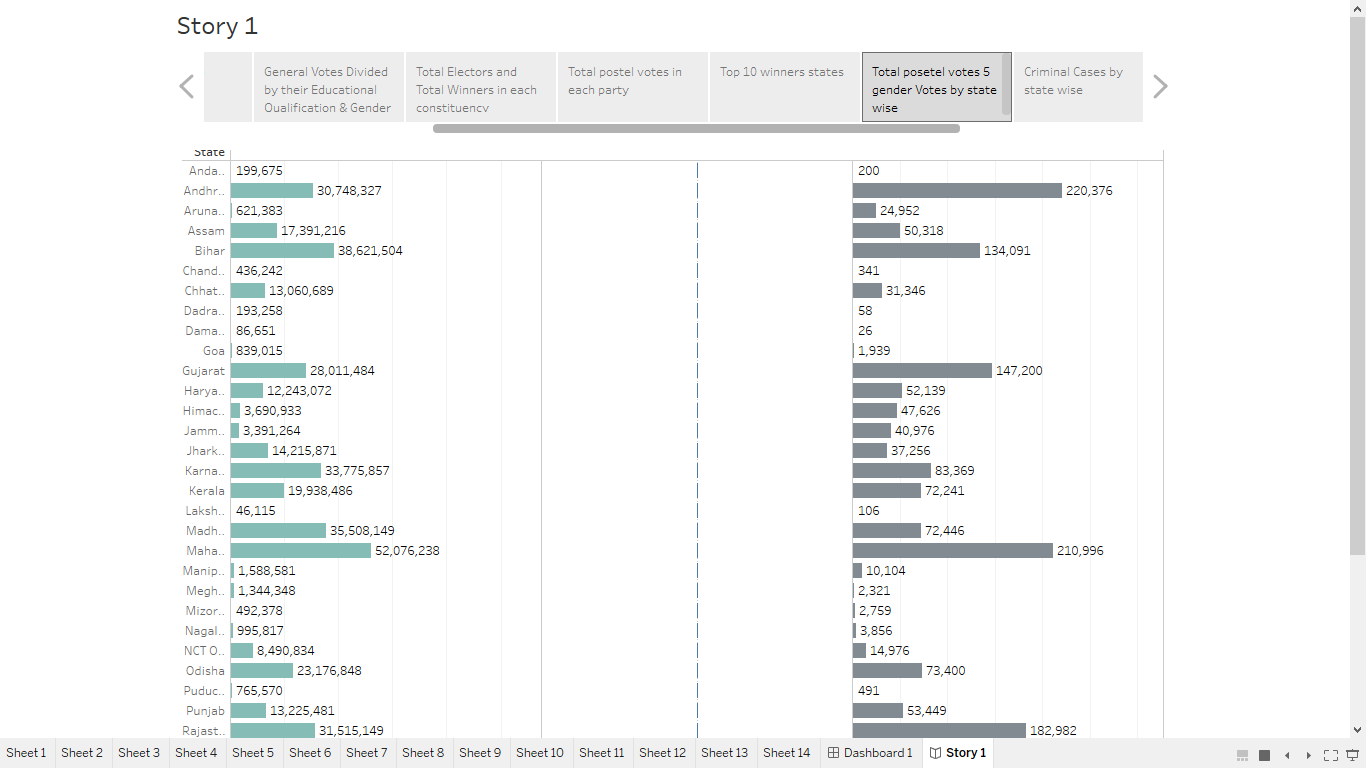 Story 1
General Votes Divided
by their Educational
Qualification & Gender
Total Electors and
Total Winners in each
constituency
Total postel votes in
each party
Top 10 winners states
Total posetel votes 5
gender Votes by state
wise
Criminal Cases by
state wise
State
Anda.. 199,675 200
Andhr.. 30,748,327 220,376
Aruna.. 621,383 24,952
Assam 17,391,216 50,318
Bihar 38,621,504 134,091
Chand.. 436,242 341
Chhat.. 13,060,689 31,346
Dadra.. 193,258 58
Dama.. 86,651 26
Goa 839,015 1,939
Gujarat 28,011,484 147,200
Harya.. 12,243,072 52,139
Himac.. 3,690,933 47,626
Jamm.. 3,391,264 40,976
Jhark.. 14,215,871 37,256
Karna.. 33,775,857 83,369
Kerala 19,938,486 72,241
Laksh.. 46,115 106
Madh.. 35,508,149 72,446
Maha.. 52,076,238 210,996
Manip.. 1,588,581 10,104
Megh.. 1,344,348 2,321
Mizor.. 492,378 2,759
Nagal.. 995,817 3,856
NCT O.. 8,490,834 14,976
Odisha 23,176,848 73,400
Puduc.. 765,570 491
Punjab 13,225,481 53,449
Rajast.. 31,515,149 182,982
Sheet 1 Sheet 2 Sheet 3 Sheet 4 Sheet 5 Sheet 6 Sheet 7 Sheet 8 Sheet 9 Sheet 10 Sheet 11 Sheet 12 Sheet 13 Sheet 14 Dashboard 1 Story 1